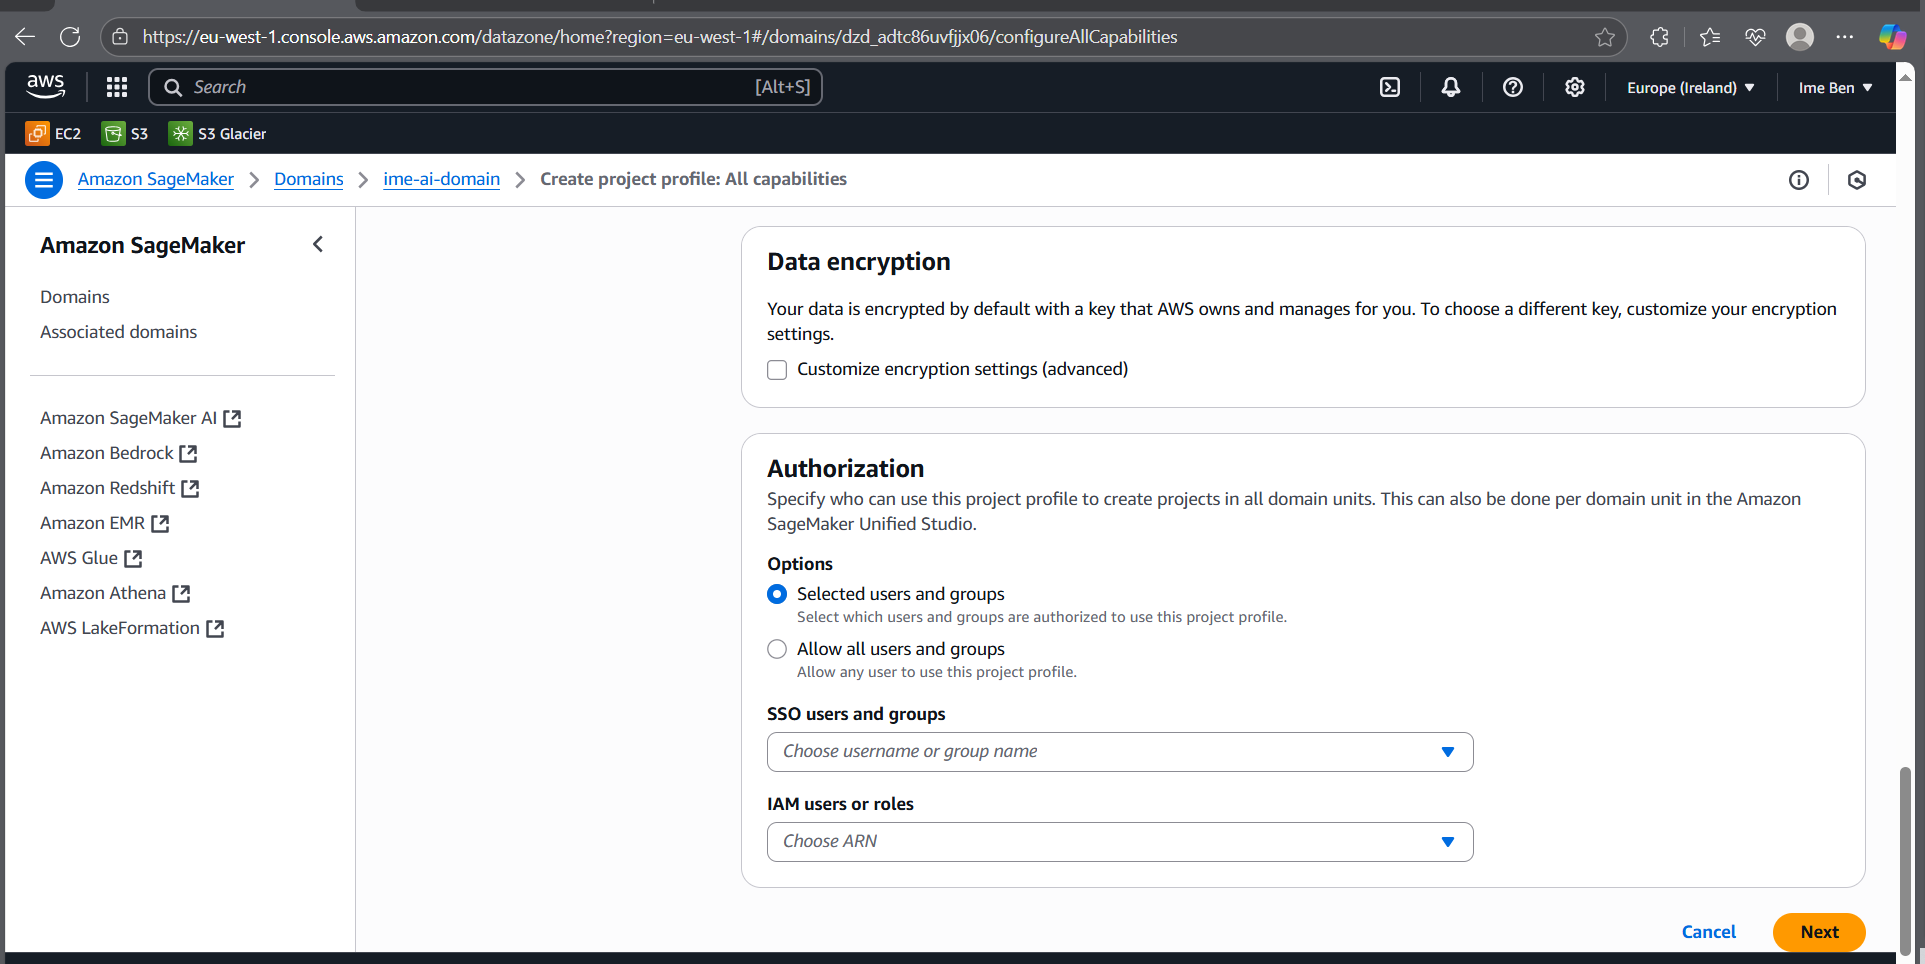 https://eu-west-1.console.aws.amazon.com/datazone/home?region=eu-west-1#/domains/dzd_adtc86uvfjjx06/configureAllCapabilities
aws
Search
[Alt+S]
Europe (Ireland)
Ime Ben
EC2
S3
S3 Glacier
Amazon SageMaker
Domains
ime-ai-domain
Create project profile: All capabilities
Amazon SageMaker
Domains
Associated domains
Amazon SageMaker AI
Amazon Bedrock
Amazon Redshift
Amazon EMR
AWS Glue
Amazon Athena
AWS LakeFormation
Data encryption
Your data is encrypted by default with a key that AWS owns and manages for you. To choose a different key, customize your encryption
settings.
Customize encryption settings (advanced)
Authorization
Specify who can use this project profile to create projects in all domain units. This can also be done per domain unit in the Amazon
SageMaker Unified Studio.
Options
Selected users and groups
Select which users and groups are authorized to use this project profile.
Allow all users and groups
Allow any user to use this project profile.
SSO users and groups
Choose username or group name
IAM users or roles
Choose ARN
Cancel
Next